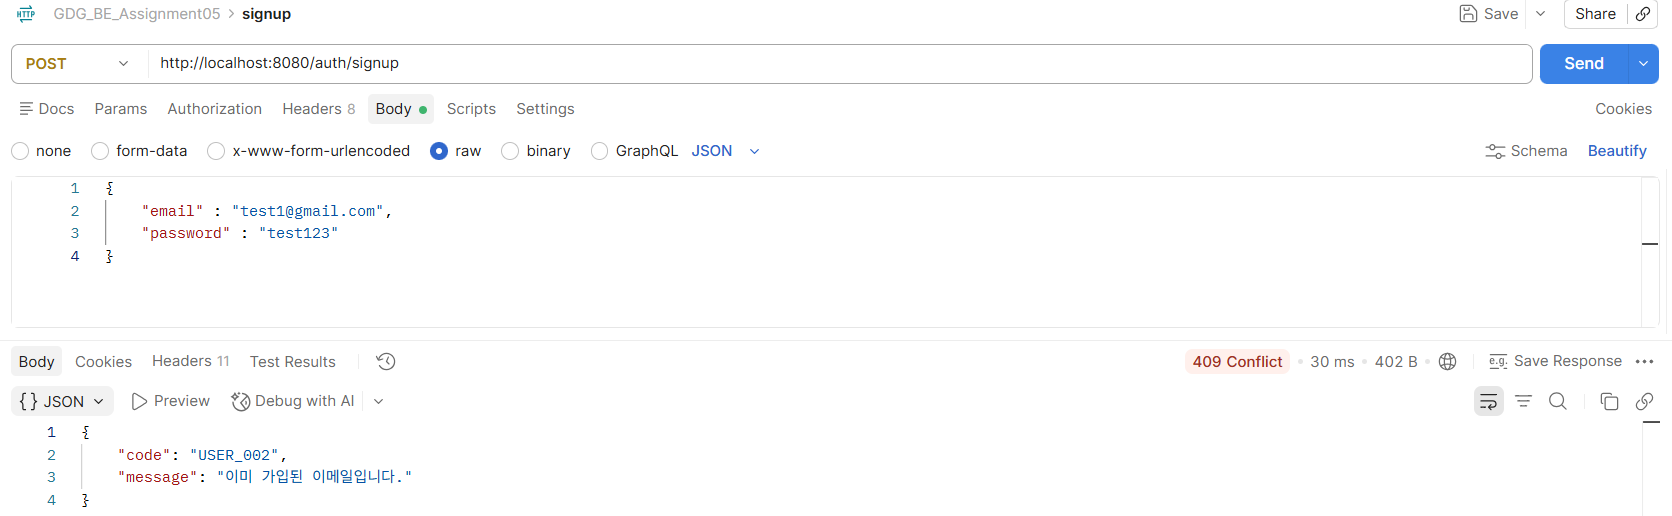 HTTP GDG_BE_Assignment05 > signup Save Share
POST http://localhost:8080/auth/signup Send
Docs Params Authorization Headers 8 Body Scripts Settings Cookies
none form-data x-www-form-urlencoded raw binary GraphQL JSON Schema Beautify
1 {
2 "email" : "test1@gmail.com",
3 "password" : "test123"
4 }
Body Cookies Headers 11 Test Results 409 Conflict • 30 ms • 402 B • e.g. Save Response
{} JSON Preview Debug with AI
1 {
2 "code": "USER_002",
3 "message": "이미 가입된 이메일입니다."
4 }